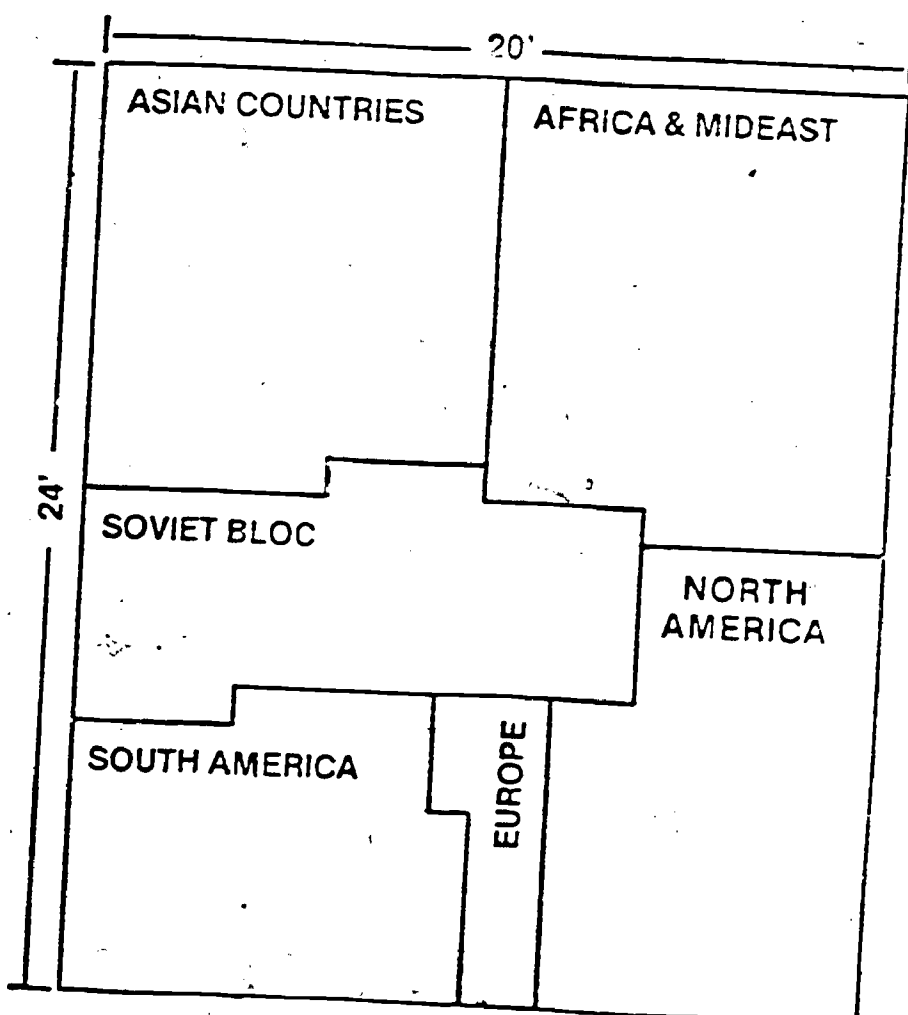 20'
ASIAN COUNTRIES
AFRICA & MIDEAST
24'
SOVIET BLOC
NORTH
AMERICA
SOUTH AMERICA
EUROPE